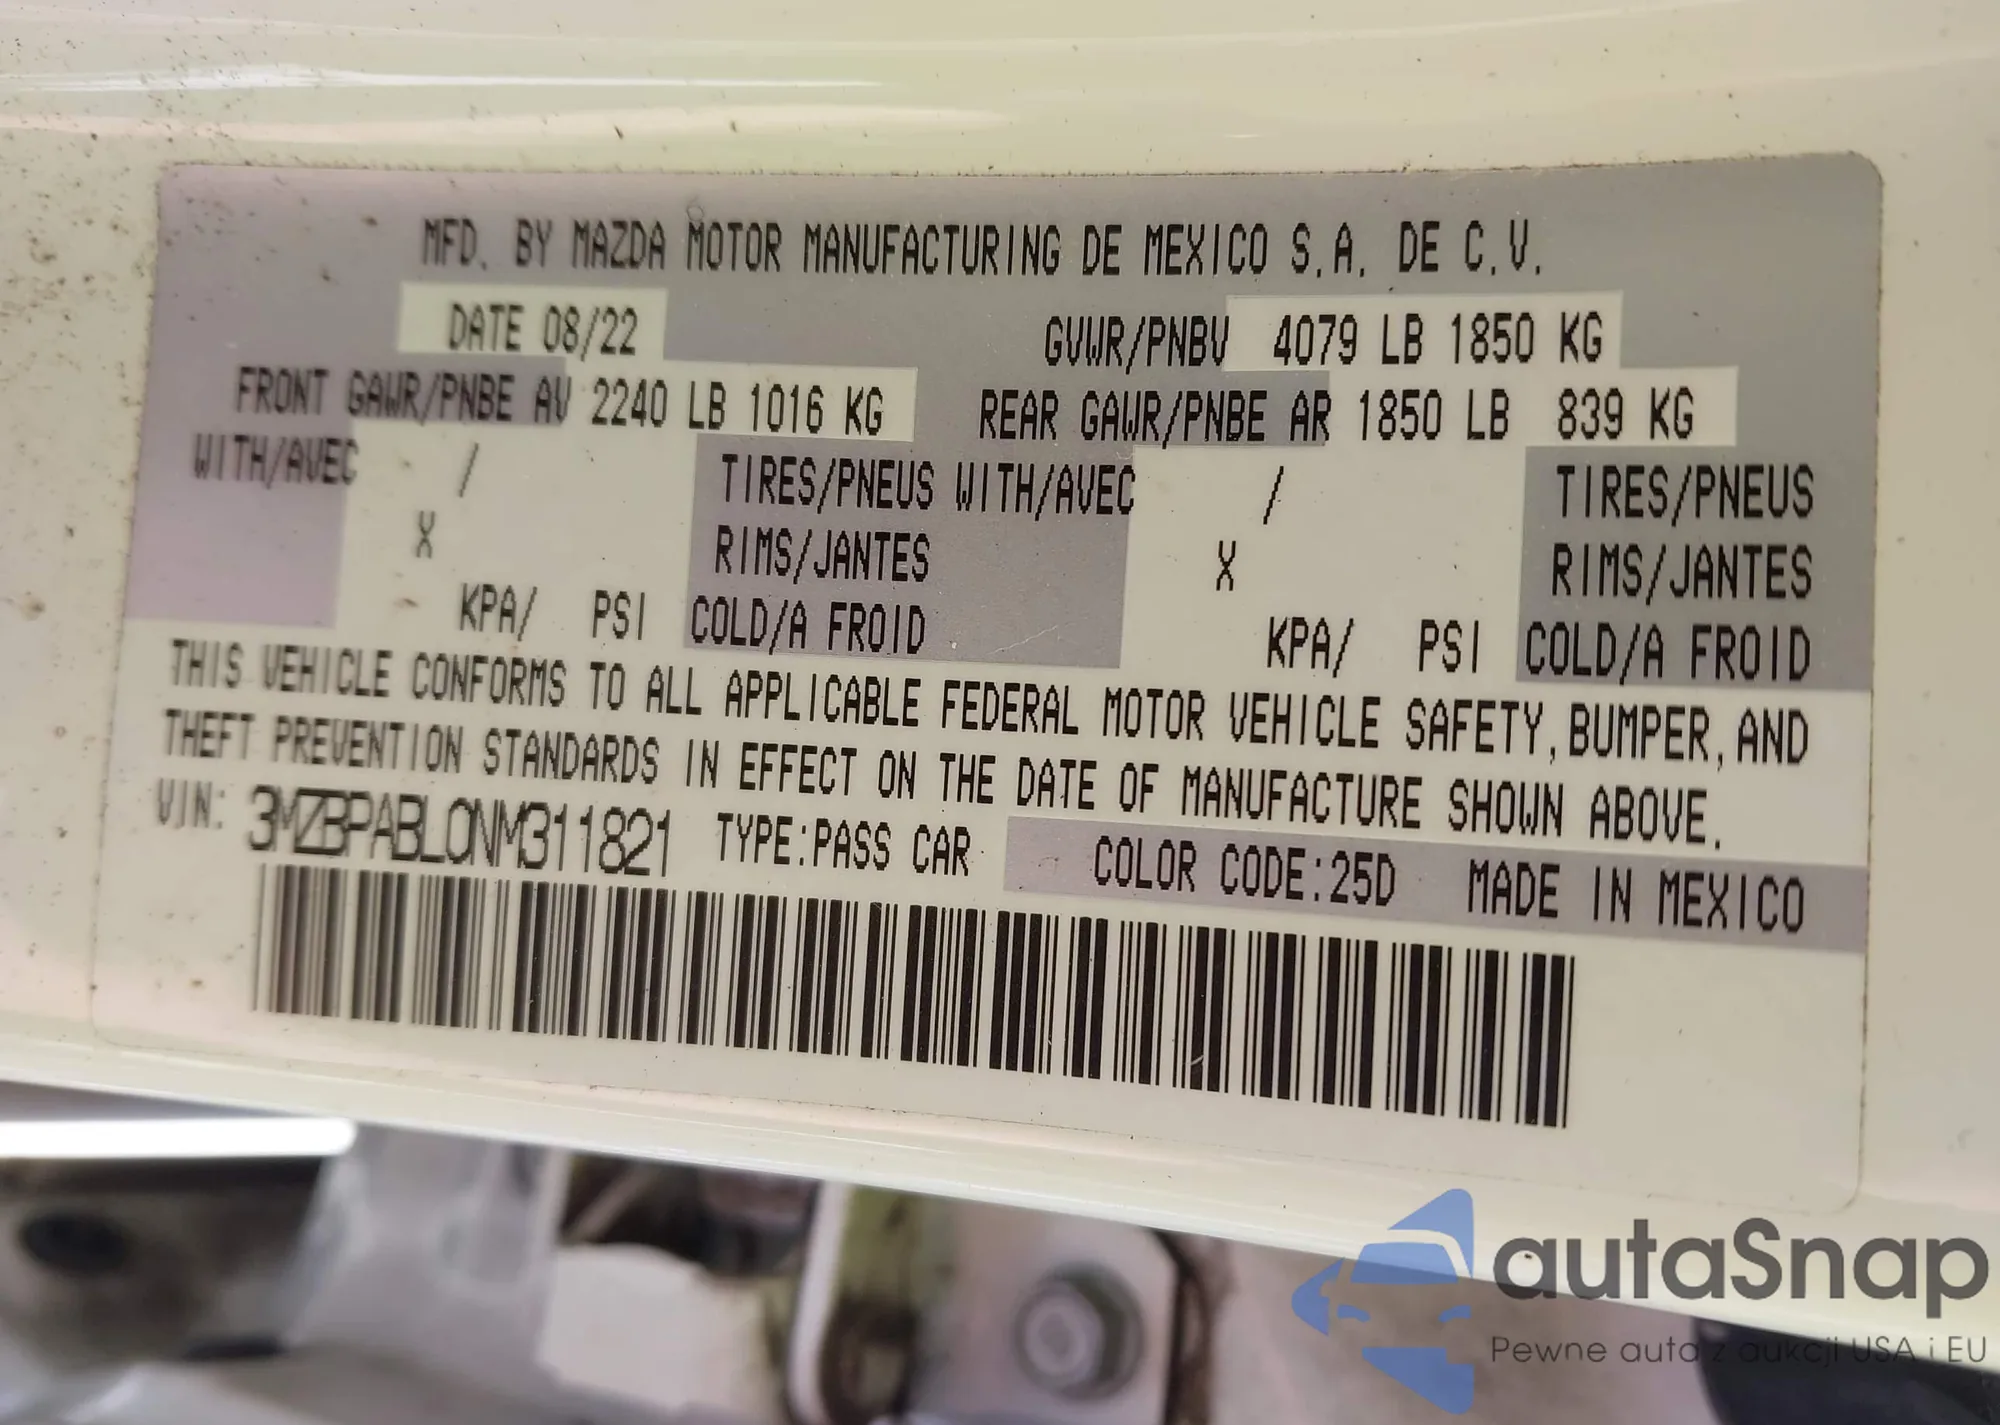 MFD. BY MAZDA MOTOR MANUFACTURING DE MEXICO S.A. DE C.V.
DATE 08/22 GVWR/PNBV 4079 LB 1850 KG
FRONT GAWR/PNBE AV 2240 LB 1016 KG REAR GAWR/PNBE AR 1850 LB 839 KG
WITH/AVEC / TIRES/PNEUS WITH/AVEC / TIRES/PNEUS
X RIMS/JANTES X RIMS/JANTES
KPA/ PSI COLD/A FROID KPA/ PSI COLD/A FROID
THIS VEHICLE CONFORMS TO ALL APPLICABLE FEDERAL MOTOR VEHICLE SAFETY, BUMPER, AND
THEFT PREVENTION STANDARDS IN EFFECT ON THE DATE OF MANUFACTURE SHOWN ABOVE.
VIN: 3MZBPABL0NM311821 TYPE:PASS CAR COLOR CODE:25D MADE IN MEXICO
autaSnap
Pewne auta z aukcji USA i EU